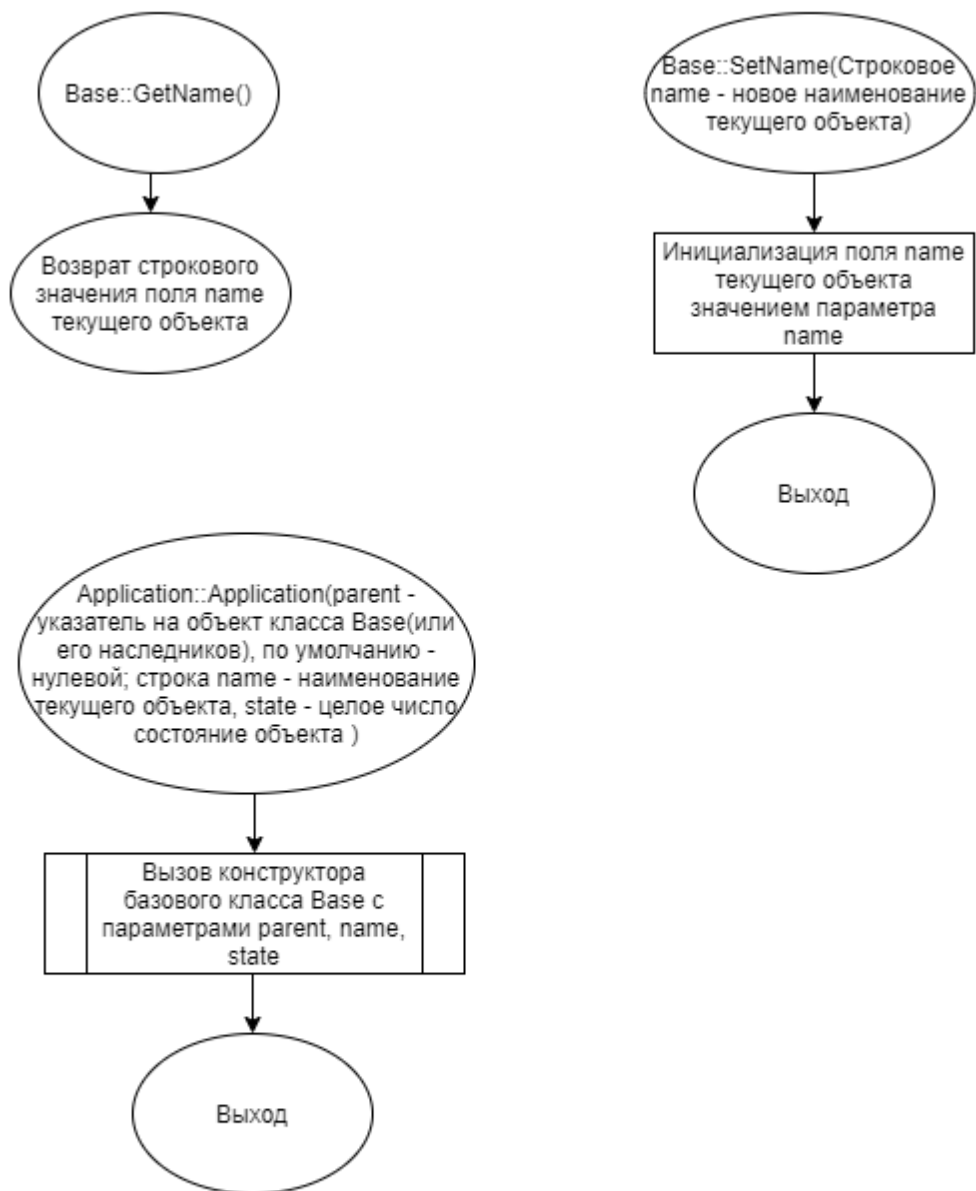 Base::GetName()
Возврат строкового
значения поля name
текущего объекта
Base::SetName(Строковое
name - новое наименование
текущего объекта)
Инициализация поля name
текущего объекта
значением параметра
name
Выход
Application::Application(parent -
указатель на объект класса Base(или
его наследников), по умолчанию -
нулевой; строка name - наименование
текущего объекта, state - целое число
состояние объекта )
Вызов конструктора
базового класса Base с
параметрами parent, name,
state
Выход